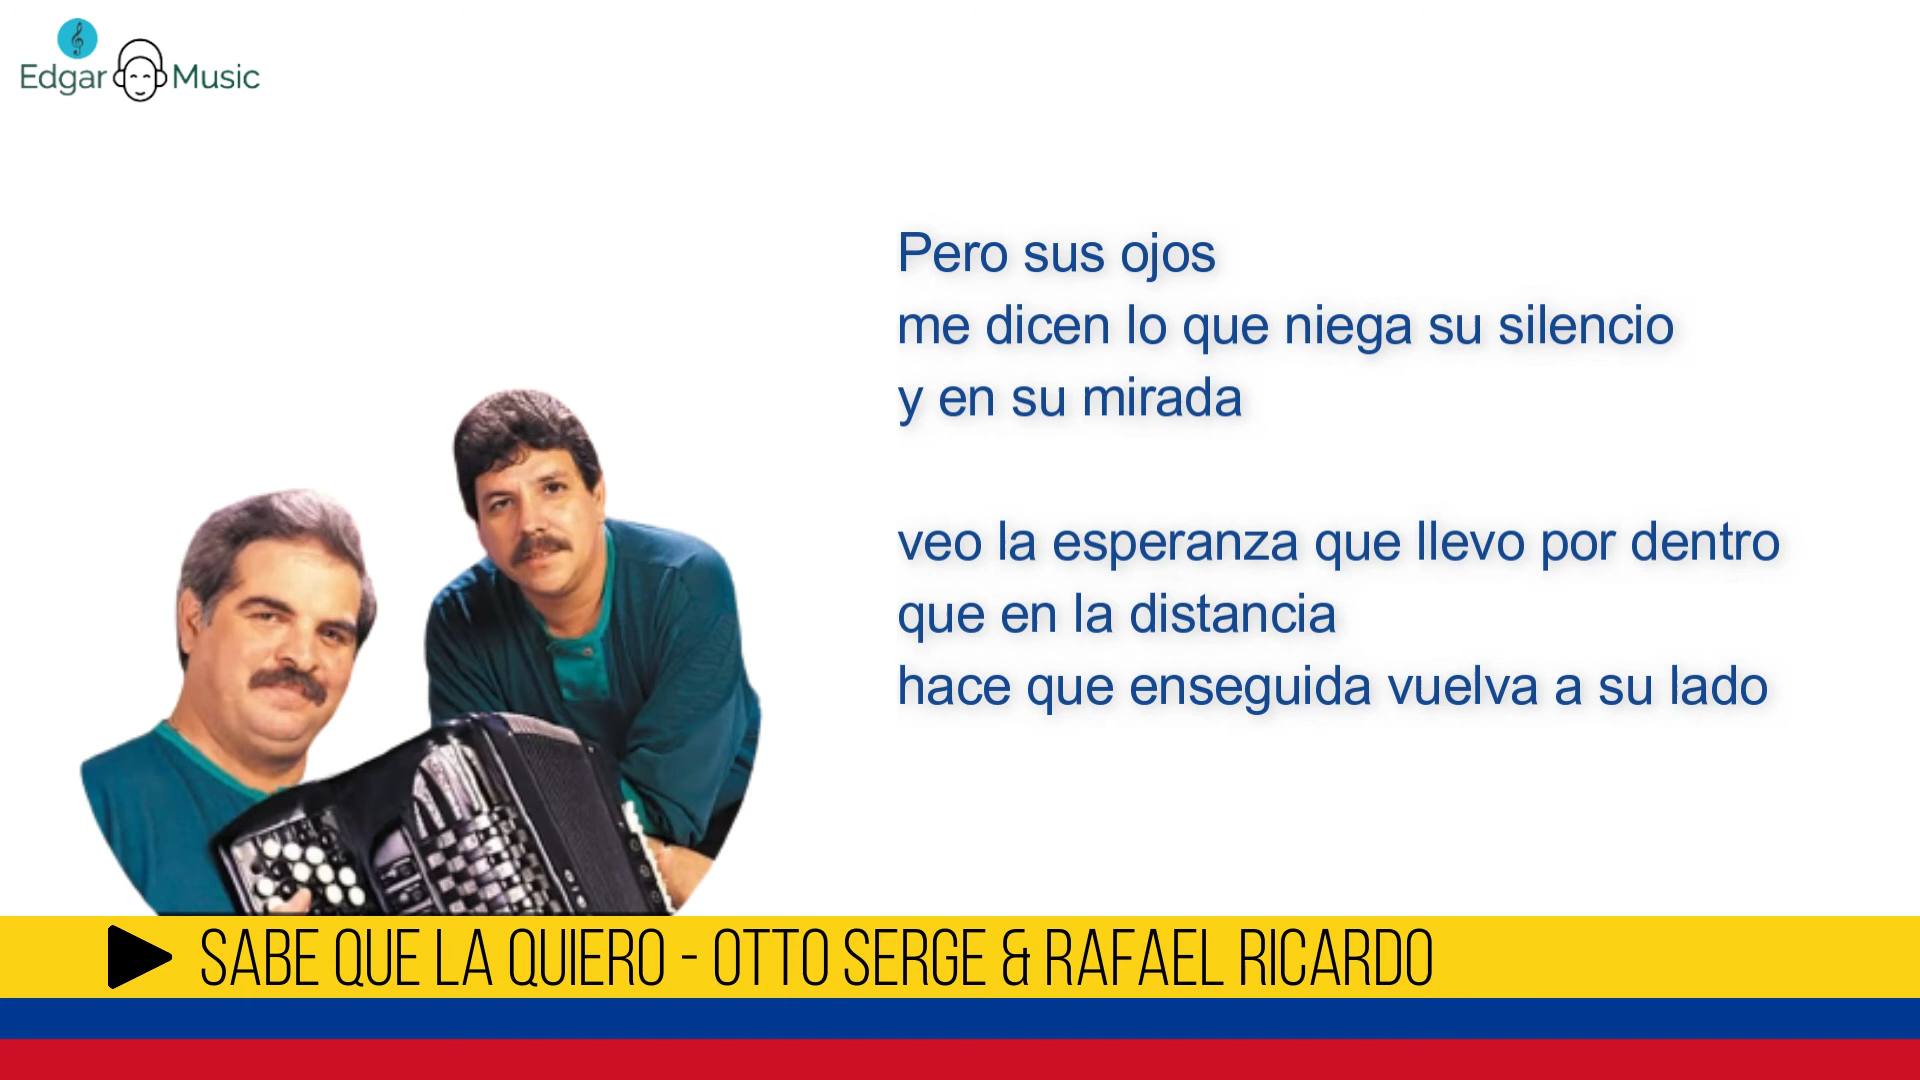 Edgar Music
Pero sus ojos
me dicen lo que niega su silencio
y en su mirada
veo la esperanza que llevo por dentro
que en la distancia
hace que enseguida vuelva a su lado
SABE QUE LA QUIERO - OTTO SERGE & RAFAEL RICARDO